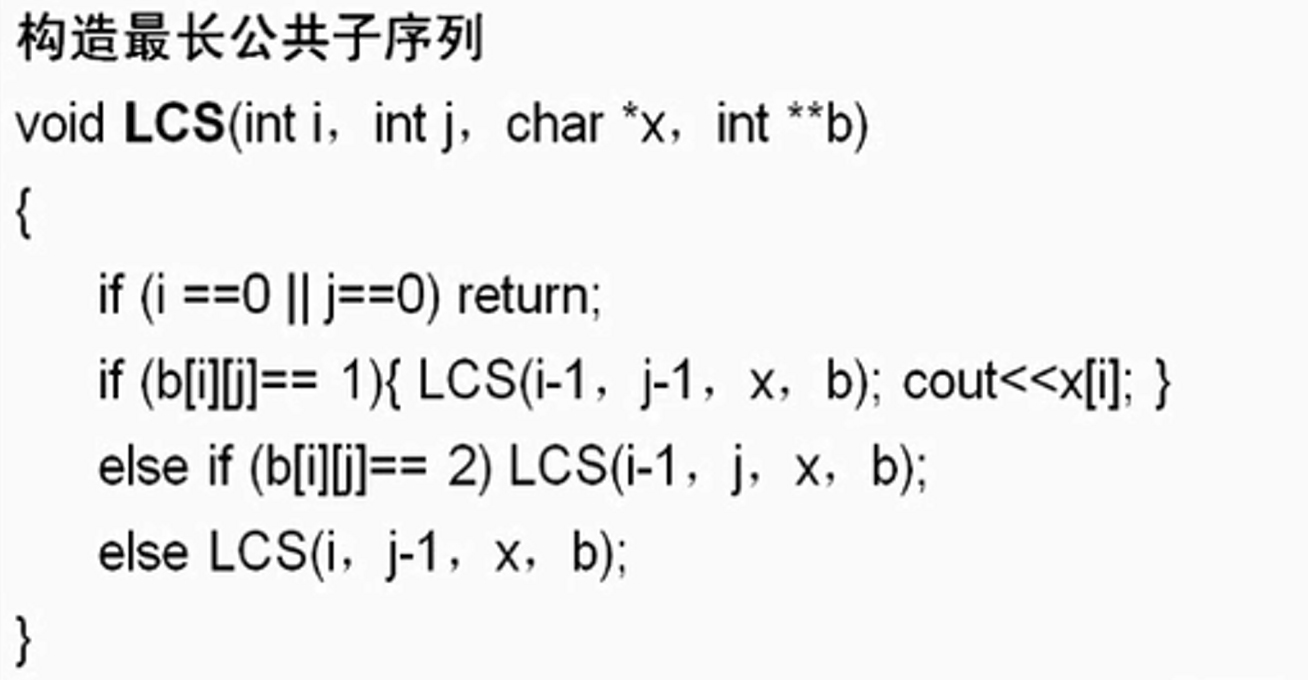 构造最长公共子序列
void LCS(int i，int j，char *x，int **b)
{
if (i ==0 || j==0) return;
if (b[i][j]== 1){ LCS(i-1，j-1，x，b); cout<<x[i]; }
else if (b[i][j]== 2) LCS(i-1，j，x，b);
else LCS(i，j-1，x，b);
}